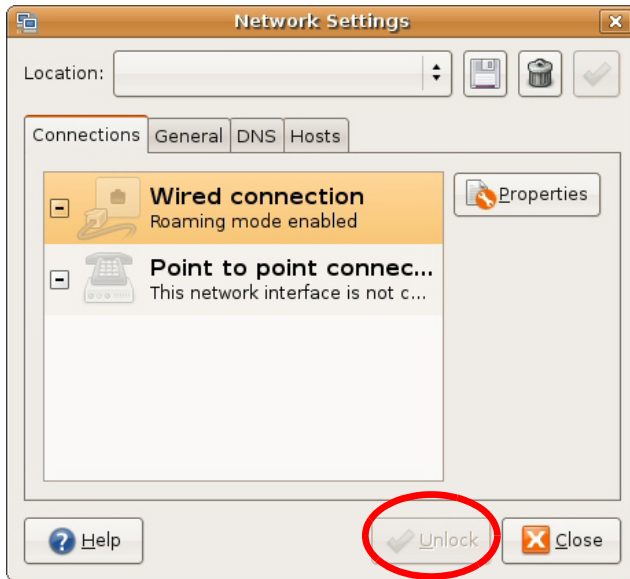 Network Settings
Location:
Connections General DNS Hosts
Wired connection
Roaming mode enabled
Properties
Point to point connec...
This network interface is not c...
Help
Unlock
Close